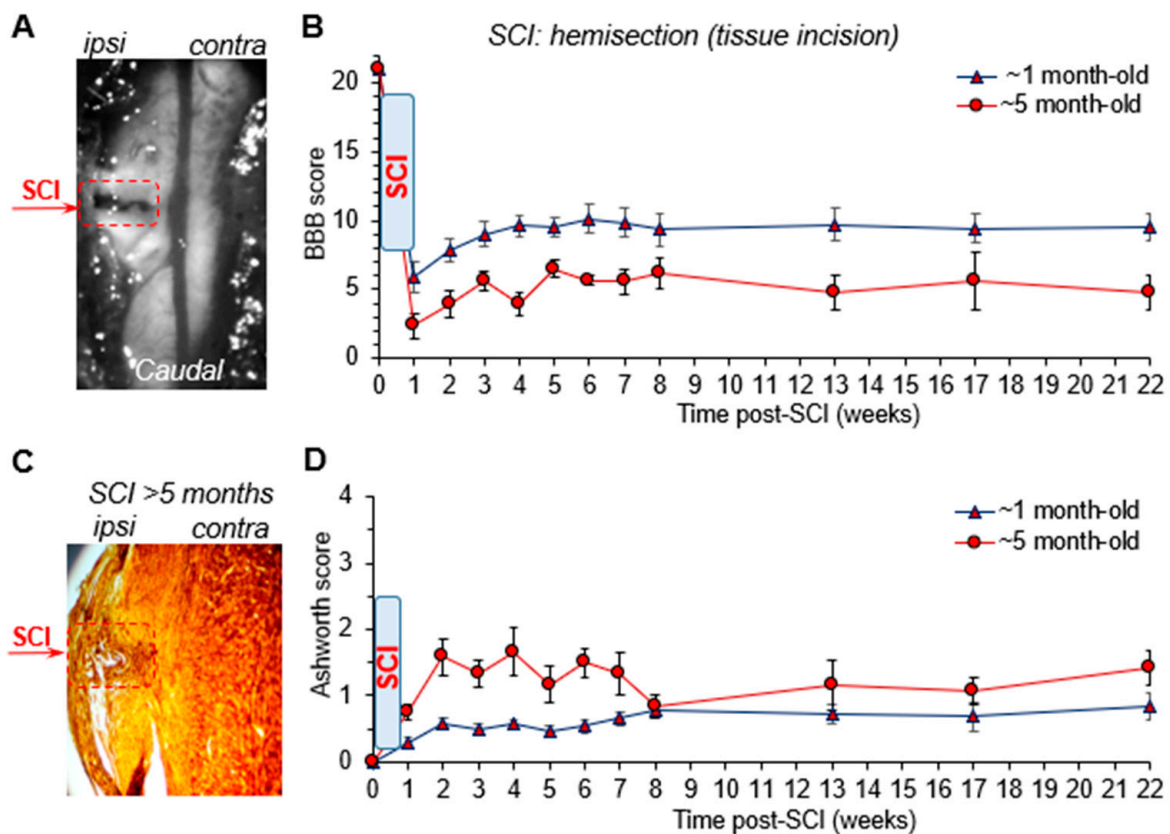 A
ipsi contra
SCI
Caudal
B
SCI: hemisection (tissue incision)
~1 month-old
~5 month-old
BBB score
20
15
10
5
0
SCI
0 1 2 3 4 5 6 7 8 9 10 11 12 13 14 15 16 17 18 19 20 21 22
Time post-SCI (weeks)
C
SCI >5 months
ipsi contra
SCI
D
~1 month-old
~5 month-old
Ashworth score
4
3
2
1
0
SCI
0 1 2 3 4 5 6 7 8 9 10 11 12 13 14 15 16 17 18 19 20 21 22
Time post-SCI (weeks)